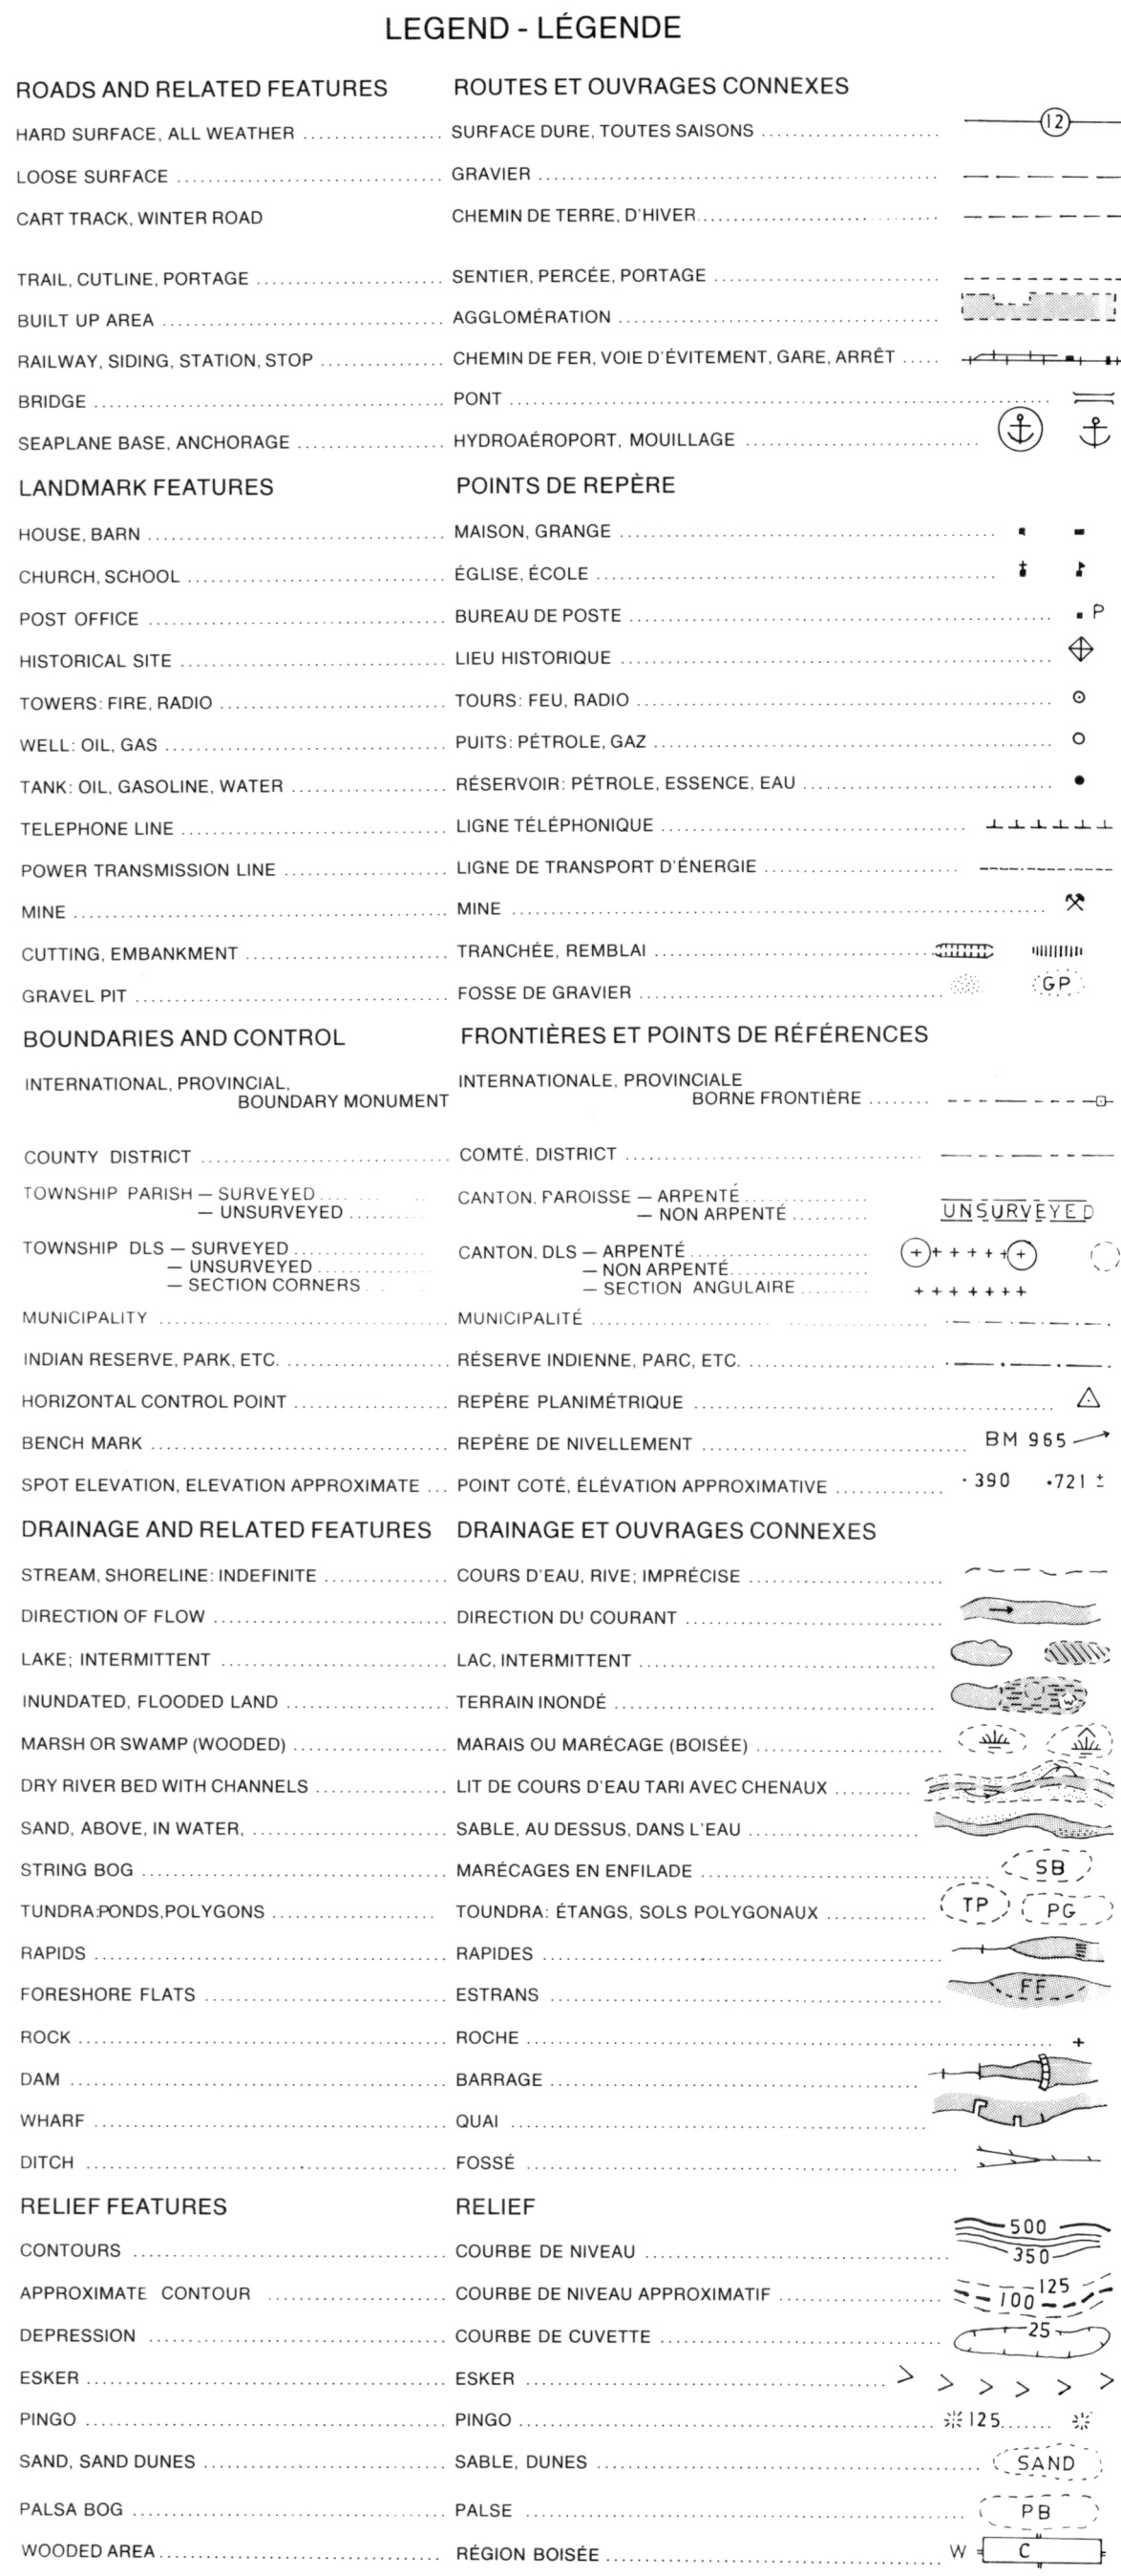 LEGEND - LÉGENDE
ROADS AND RELATED FEATURES ROUTES ET OUVRAGES CONNEXES
HARD SURFACE, ALL WEATHER SURFACE DURE, TOUTES SAISONS 12
LOOSE SURFACE GRAVIER
CART TRACK, WINTER ROAD CHEMIN DE TERRE, D'HIVER
TRAIL, CUTLINE, PORTAGE SENTIER, PERCÉE, PORTAGE
BUILT UP AREA AGGLOMÉRATION
RAILWAY, SIDING, STATION, STOP CHEMIN DE FER, VOIE D'ÉVITEMENT, GARE, ARRÊT
BRIDGE PONT
SEAPLANE BASE, ANCHORAGE HYDROAÉROPORT, MOUILLAGE
LANDMARK FEATURES POINTS DE REPÈRE
HOUSE, BARN MAISON, GRANGE
CHURCH, SCHOOL ÉGLISE, ÉCOLE
POST OFFICE BUREAU DE POSTE P
HISTORICAL SITE LIEU HISTORIQUE
TOWERS: FIRE, RADIO TOURS: FEU, RADIO
WELL: OIL, GAS PUITS: PÉTROLE, GAZ
TANK: OIL, GASOLINE, WATER RÉSERVOIR: PÉTROLE, ESSENCE, EAU
TELEPHONE LINE LIGNE TÉLÉPHONIQUE
POWER TRANSMISSION LINE LIGNE DE TRANSPORT D'ÉNERGIE
MINE MINE
CUTTING, EMBANKMENT TRANCHÉE, REMBLAI
GRAVEL PIT FOSSE DE GRAVIER GP
BOUNDARIES AND CONTROL FRONTIÈRES ET POINTS DE RÉFÉRENCES
INTERNATIONAL, PROVINCIAL, INTERNATIONALE, PROVINCIALE
BOUNDARY MONUMENT BORNE FRONTIÈRE
COUNTY DISTRICT COMTÉ, DISTRICT
TOWNSHIP PARISH — SURVEYED CANTON. PAROISSE — ARPENTÉ
— UNSURVEYED — NON ARPENTÉ UNSURVEYED
TOWNSHIP DLS — SURVEYED CANTON, DLS — ARPENTÉ
— UNSURVEYED — NON ARPENTÉ
— SECTION CORNERS — SECTION ANGULAIRE
MUNICIPALITY MUNICIPALITÉ
INDIAN RESERVE, PARK, ETC. RÉSERVE INDIENNE, PARC, ETC.
HORIZONTAL CONTROL POINT REPÈRE PLANIMÉTRIQUE
BENCH MARK REPÈRE DE NIVELLEMENT BM 965
SPOT ELEVATION, ELEVATION APPROXIMATE POINT COTÉ, ÉLÉVATION APPROXIMATIVE .390 .721 ±
DRAINAGE AND RELATED FEATURES DRAINAGE ET OUVRAGES CONNEXES
STREAM, SHORELINE: INDEFINITE COURS D'EAU, RIVE; IMPRÉCISE
DIRECTION OF FLOW DIRECTION DU COURANT
LAKE; INTERMITTENT LAC, INTERMITTENT
INUNDATED, FLOODED LAND TERRAIN INONDÉ W
MARSH OR SWAMP (WOODED) MARAIS OU MARÉCAGE (BOISÉE)
DRY RIVER BED WITH CHANNELS LIT DE COURS D'EAU TARI AVEC CHENAUX
SAND, ABOVE, IN WATER, SABLE, AU DESSUS, DANS L'EAU
STRING BOG MARÉCAGES EN ENFILADE SB
TUNDRA:PONDS,POLYGONS TOUNDRA: ÉTANGS, SOLS POLYGONAUX TP PG
RAPIDS RAPIDES
FORESHORE FLATS ESTRANS FF
ROCK ROCHE
DAM BARRAGE
WHARF QUAI
DITCH FOSSÉ
RELIEF FEATURES RELIEF
CONTOURS COURBE DE NIVEAU 500 350
APPROXIMATE CONTOUR COURBE DE NIVEAU APPROXIMATIF 125 100
DEPRESSION COURBE DE CUVETTE 25
ESKER ESKER
PINGO PINGO 125
SAND, SAND DUNES SABLE, DUNES SAND
PALSA BOG PALSE PB
WOODED AREA RÉGION BOISÉE W C